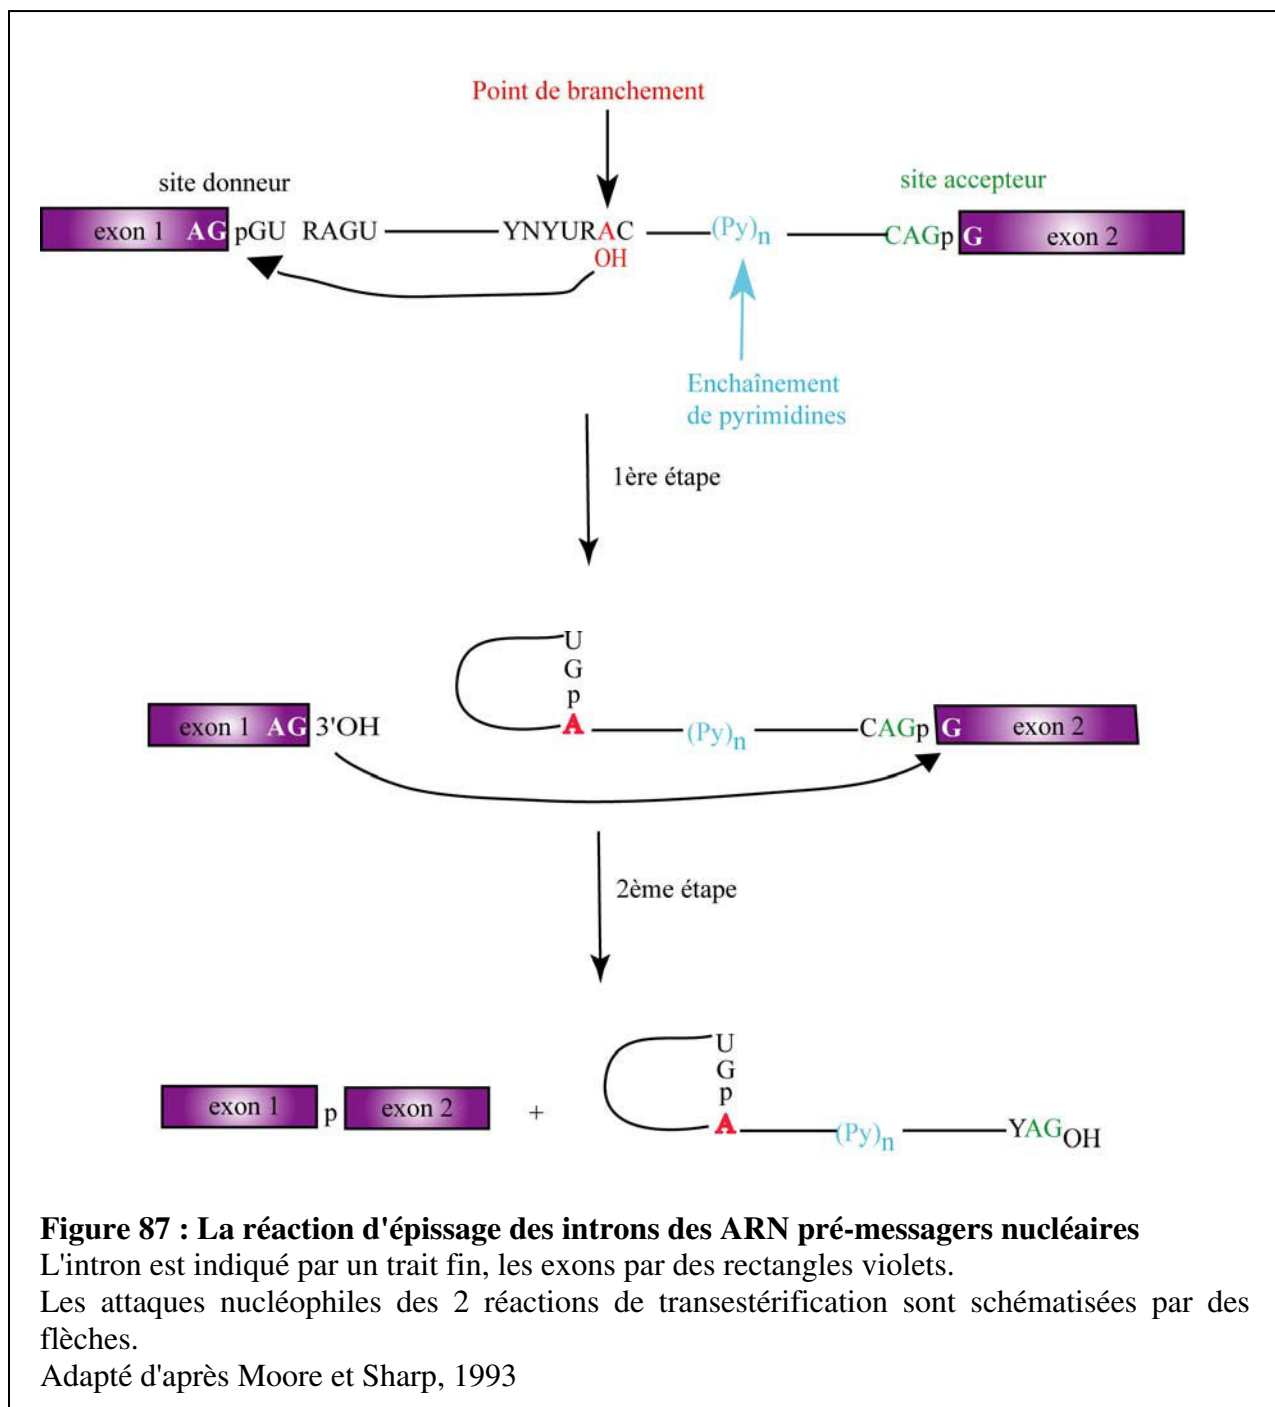 Point de branchement
site donneur
site accepteur
exon 1 AG pGU RAGU YNYURAC (Py)n CAGp G exon 2
OH
Enchaînement
de pyrimidines
1ère étape
U
G
p
exon 1 AG 3'OH A (Py)n CAGp G exon 2
2ème étape
U
G
p
exon 1 p exon 2 + A (Py)n YAGOH
Figure 87 : La réaction d'épissage des introns des ARN pré-messagers nucléaires
L'intron est indiqué par un trait fin, les exons par des rectangles violets.
Les attaques nucléophiles des 2 réactions de transestérification sont schématisées par des
flèches.
Adapté d'après Moore et Sharp, 1993